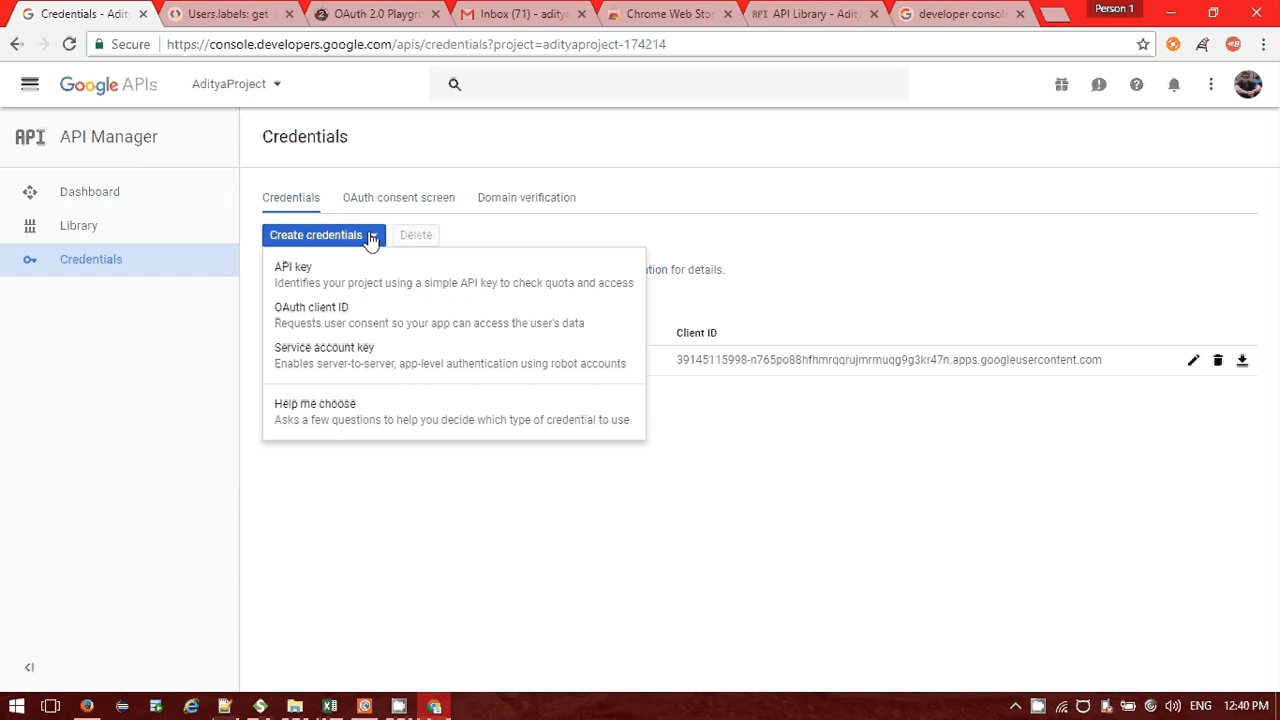 Credentials - Adity
Users.labels: get
OAuth 2.0 Playgro
Inbox (71) - aditya
Chrome Web Sto
API Library - Adity
developer consol
Person 1
Secure https://console.developers.google.com/apis/credentials?project=adityaproject-174214
Google APIs
AdityaProject
API API Manager
Credentials
Dashboard
Library
Credentials
Credentials
OAuth consent screen
Domain verification
Create credentials
Delete
API key
Identifies your project using a simple API key to check quota and access
tion for details.
OAuth client ID
Requests user consent so your app can access the user's data
Client ID
Service account key
Enables server-to-server, app-level authentication using robot accounts
39145115998-n765po88hfhmrqqrujmrmuqg9g3kr47n.apps.googleusercontent.com
Help me choose
Asks a few questions to help you decide which type of credential to use
ENG
12:40 PM